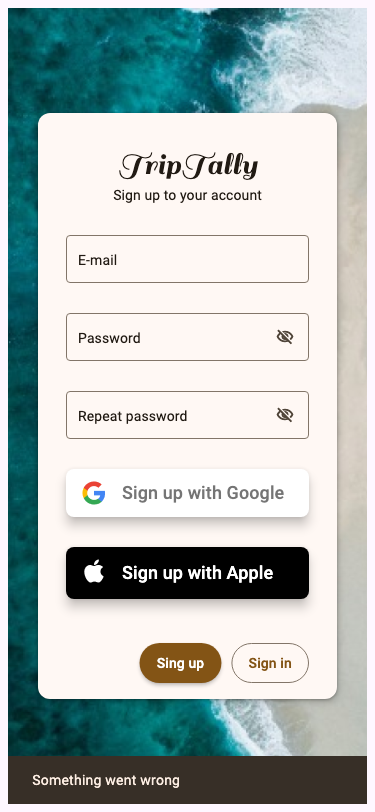 TripTally
Sign up to your account
E-mail
Password
Repeat password
Sign up with Google
Sign up with Apple
Sing up
Sign in
Something went wrong